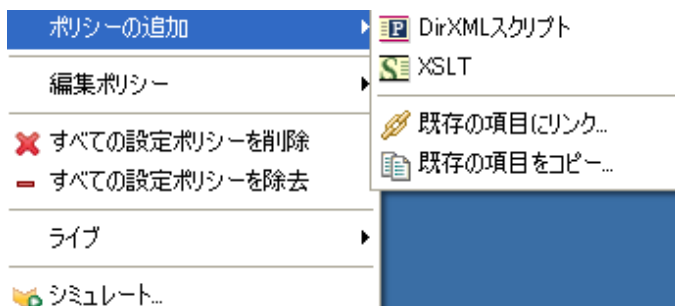 ポリシーの追加
編集ポリシー
すべての設定ポリシーを削除
すべての設定ポリシーを除去
ライブ
シミュレート...
DirXMLスクリプト
XSLT
既存の項目にリンク...
既存の項目をコピー...